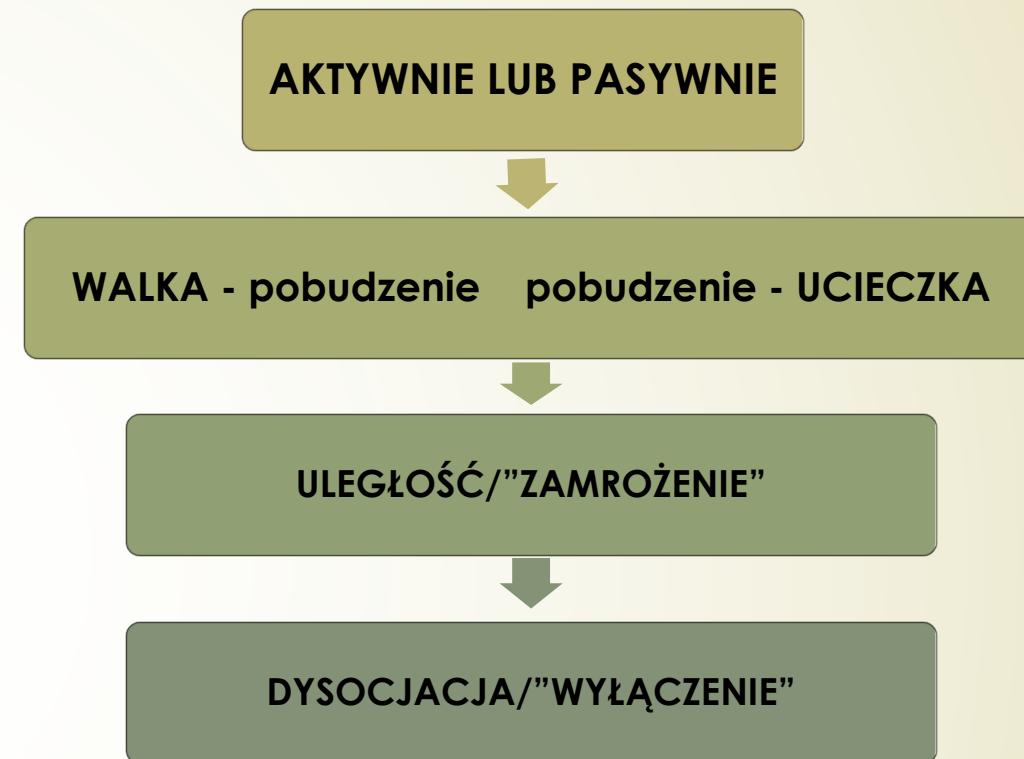 AKTYWNIE LUB PASYWNIE
WALKA - pobudzenie pobudzenie - UCIECZKA
ULEGŁOŚĆ/”ZAMROŻENIE”
DYSOCJACJA/”WYŁĄCZENIE”